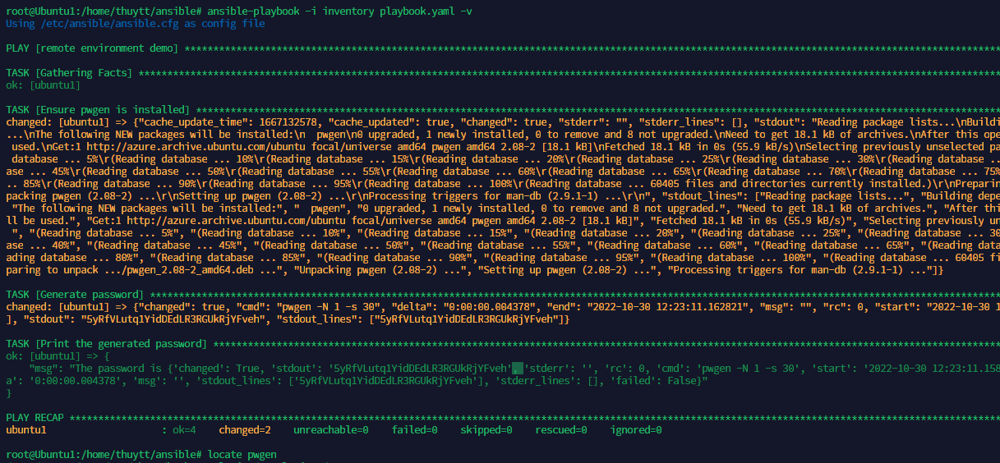 root@Ubuntu1:/home/thuytt/ansible# ansible-playbook -i inventory playbook.yaml -v
Using /etc/ansible/ansible.cfg as config file
PLAY [remote environment demo] ************************************************************************************************************************************************
TASK [Gathering Facts] ********************************************************************************************************************************************************
ok: [ubuntu1]
TASK [Ensure pwgen is installed] **********************************************************************************************************************************************
changed: [ubuntu1] => {"cache_update_time": 1667132578, "cache_updated": true, "changed": true, "stderr": "", "stderr_lines": [], "stdout": "Reading package lists...\nBuildi
...\nThe following NEW packages will be installed:\n  pwgen\n0 upgraded, 1 newly installed, 0 to remove and 8 not upgraded.\nNeed to get 18.1 kB of archives.\nAfter this ope
 used.\nGet:1 http://azure.archive.ubuntu.com/ubuntu focal/universe amd64 pwgen amd64 2.08-2 [18.1 kB]\nFetched 18.1 kB in 0s (55.9 kB/s)\nSelecting previously unselected pa
 database ... 5%\r(Reading database ... 10%\r(Reading database ... 15%\r(Reading database ... 20%\r(Reading database ... 25%\r(Reading database ... 30%\r(Reading database ..
ase ... 45%\r(Reading database ... 50%\r(Reading database ... 55%\r(Reading database ... 60%\r(Reading database ... 65%\r(Reading database ... 70%\r(Reading database ... 75%
.. 85%\r(Reading database ... 90%\r(Reading database ... 95%\r(Reading database ... 100%\r(Reading database ... 60405 files and directories currently installed.)\r\nPreparin
packing pwgen (2.08-2) ...\r\nSetting up pwgen (2.08-2) ...\r\nProcessing triggers for man-db (2.9.1-1) ...\r\n", "stdout_lines": ["Reading package lists...", "Building depe
 "The following NEW packages will be installed:", "  pwgen", "0 upgraded, 1 newly installed, 0 to remove and 8 not upgraded.", "Need to get 18.1 kB of archives.", "After thi
ll be used.", "Get:1 http://azure.archive.ubuntu.com/ubuntu focal/universe amd64 pwgen amd64 2.08-2 [18.1 kB]", "Fetched 18.1 kB in 0s (55.9 kB/s)", "Selecting previously un
 ", "(Reading database ... 5%", "(Reading database ... 10%", "(Reading database ... 15%", "(Reading database ... 20%", "(Reading database ... 25%", "(Reading database ... 30
ase ... 40%", "(Reading database ... 45%", "(Reading database ... 50%", "(Reading database ... 55%", "(Reading database ... 60%", "(Reading database ... 65%", "(Reading data
ading database ... 80%", "(Reading database ... 85%", "(Reading database ... 90%", "(Reading database ... 95%", "(Reading database ... 100%", "(Reading database ... 60405 fi
paring to unpack .../pwgen_2.08-2_amd64.deb ...", "Unpacking pwgen (2.08-2) ...", "Setting up pwgen (2.08-2) ...", "Processing triggers for man-db (2.9.1-1) ..."]}
TASK [Generate password] ******************************************************************************************************************************************************
changed: [ubuntu1] => {"changed": true, "cmd": "pwgen -N 1 -s 30", "delta": "0:00:00.004378", "end": "2022-10-30 12:23:11.162821", "msg": "", "rc": 0, "start": "2022-10-30 1
], "stdout": "5yRfVLutq1YidDEdLR3RGUkRjYFveh", "stdout_lines": ["5yRfVLutq1YidDEdLR3RGUkRjYFveh"]}
TASK [Print the generated password] *******************************************************************************************************************************************
ok: [ubuntu1] => {
    "msg": "The password is {'changed': True, 'stdout': '5yRfVLutq1YidDEdLR3RGUkRjYFveh', 'stderr': '', 'rc': 0, 'cmd': 'pwgen -N 1 -s 30', 'start': '2022-10-30 12:23:11.158
a': '0:00:00.004378', 'msg': '', 'stdout_lines': ['5yRfVLutq1YidDEdLR3RGUkRjYFveh'], 'stderr_lines': [], 'failed': False}"
}
PLAY RECAP ********************************************************************************************************************************************************************
ubuntu1                    : ok=4    changed=2    unreachable=0    failed=0    skipped=0    rescued=0    ignored=0
root@Ubuntu1:/home/thuytt/ansible# locate pwgen